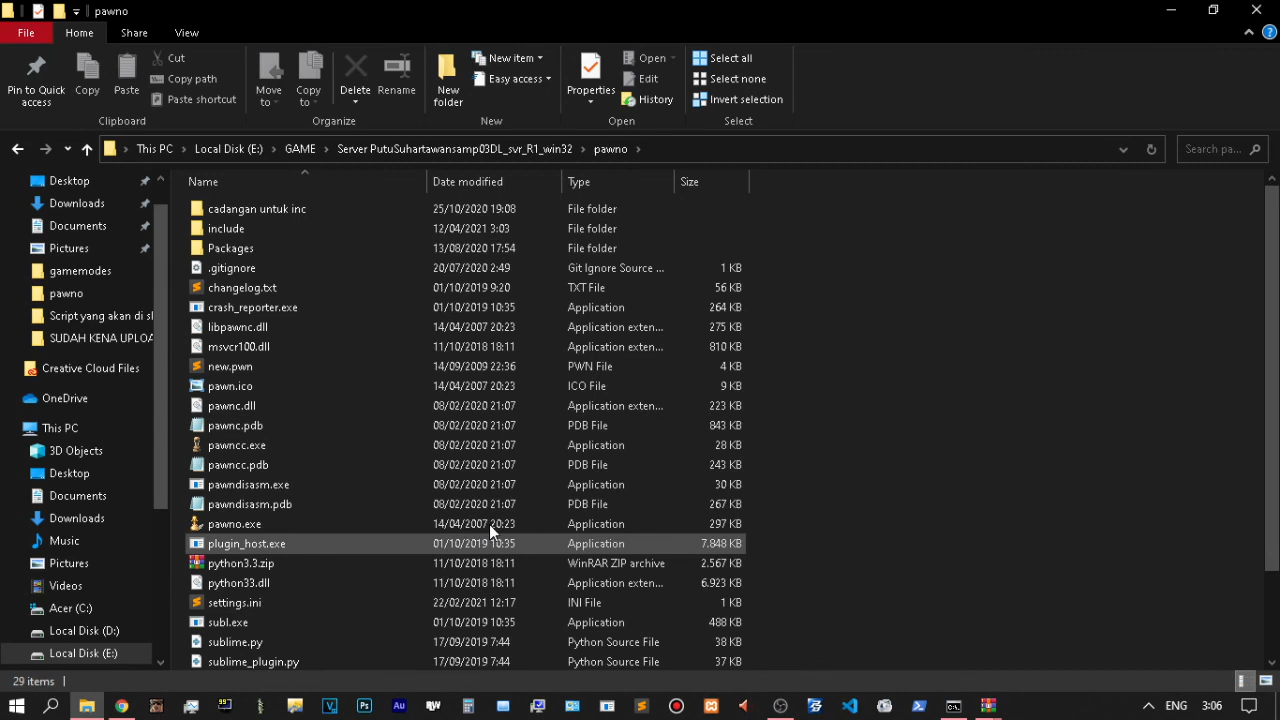 pawno
File Home Share View
Pin to Quick access
Copy
Paste
Cut
Copy path
Paste shortcut
Clipboard
Move to
Copy to
Delete
Rename
Organize
New folder
New item
Easy access
New
Properties
Open
Edit
History
Open
Select all
Select none
Invert selection
Select
This PC > Local Disk (E:) > GAME > Server PutuSuhartawansamp03DL_svr_R1_win32 > pawno >
Search pa...
Desktop
Downloads
Documents
Pictures
gamemodes
pawno
Script yang akan di sl
SUDAH KENA UPLOA
Creative Cloud Files
OneDrive
This PC
3D Objects
Desktop
Documents
Downloads
Music
Pictures
Videos
Acer (C:)
Local Disk (D:)
Local Disk (E:)
Name Date modified Type Size
cadangan untuk inc 25/10/2020 19:08 File folder
include 12/04/2021 3:03 File folder
Packages 13/08/2020 17:54 File folder
.gitignore 20/07/2020 2:49 Git Ignore Source ... 1 KB
changelog.txt 01/10/2019 9:20 TXT File 56 KB
crash_reporter.exe 01/10/2019 10:35 Application 264 KB
libpawnc.dll 14/04/2007 20:23 Application exten... 275 KB
msvcr100.dll 11/10/2018 18:11 Application exten... 810 KB
new.pwn 14/09/2009 22:36 PWN File 4 KB
pawn.ico 14/04/2007 20:23 ICO File 9 KB
pawnc.dll 08/02/2020 21:07 Application exten... 223 KB
pawnc.pdb 08/02/2020 21:07 PDB File 843 KB
pawncc.exe 08/02/2020 21:07 Application 28 KB
pawncc.pdb 08/02/2020 21:07 PDB File 243 KB
pawndisasm.exe 08/02/2020 21:07 Application 30 KB
pawndisasm.pdb 08/02/2020 21:07 PDB File 267 KB
pawno.exe 14/04/2007 20:23 Application 297 KB
plugin_host.exe 01/10/2019 10:35 Application 7.848 KB
python3.3.zip 11/10/2018 18:11 WinRAR ZIP archive 2.567 KB
python33.dll 11/10/2018 18:11 Application exten... 6.923 KB
settings.ini 22/02/2021 12:17 INI File 1 KB
subl.exe 01/10/2019 10:35 Application 488 KB
sublime.py 17/09/2019 7:44 Python Source File 38 KB
sublime_plugin.py 17/09/2019 7:44 Python Source File 37 KB
29 items
ENG 3:06